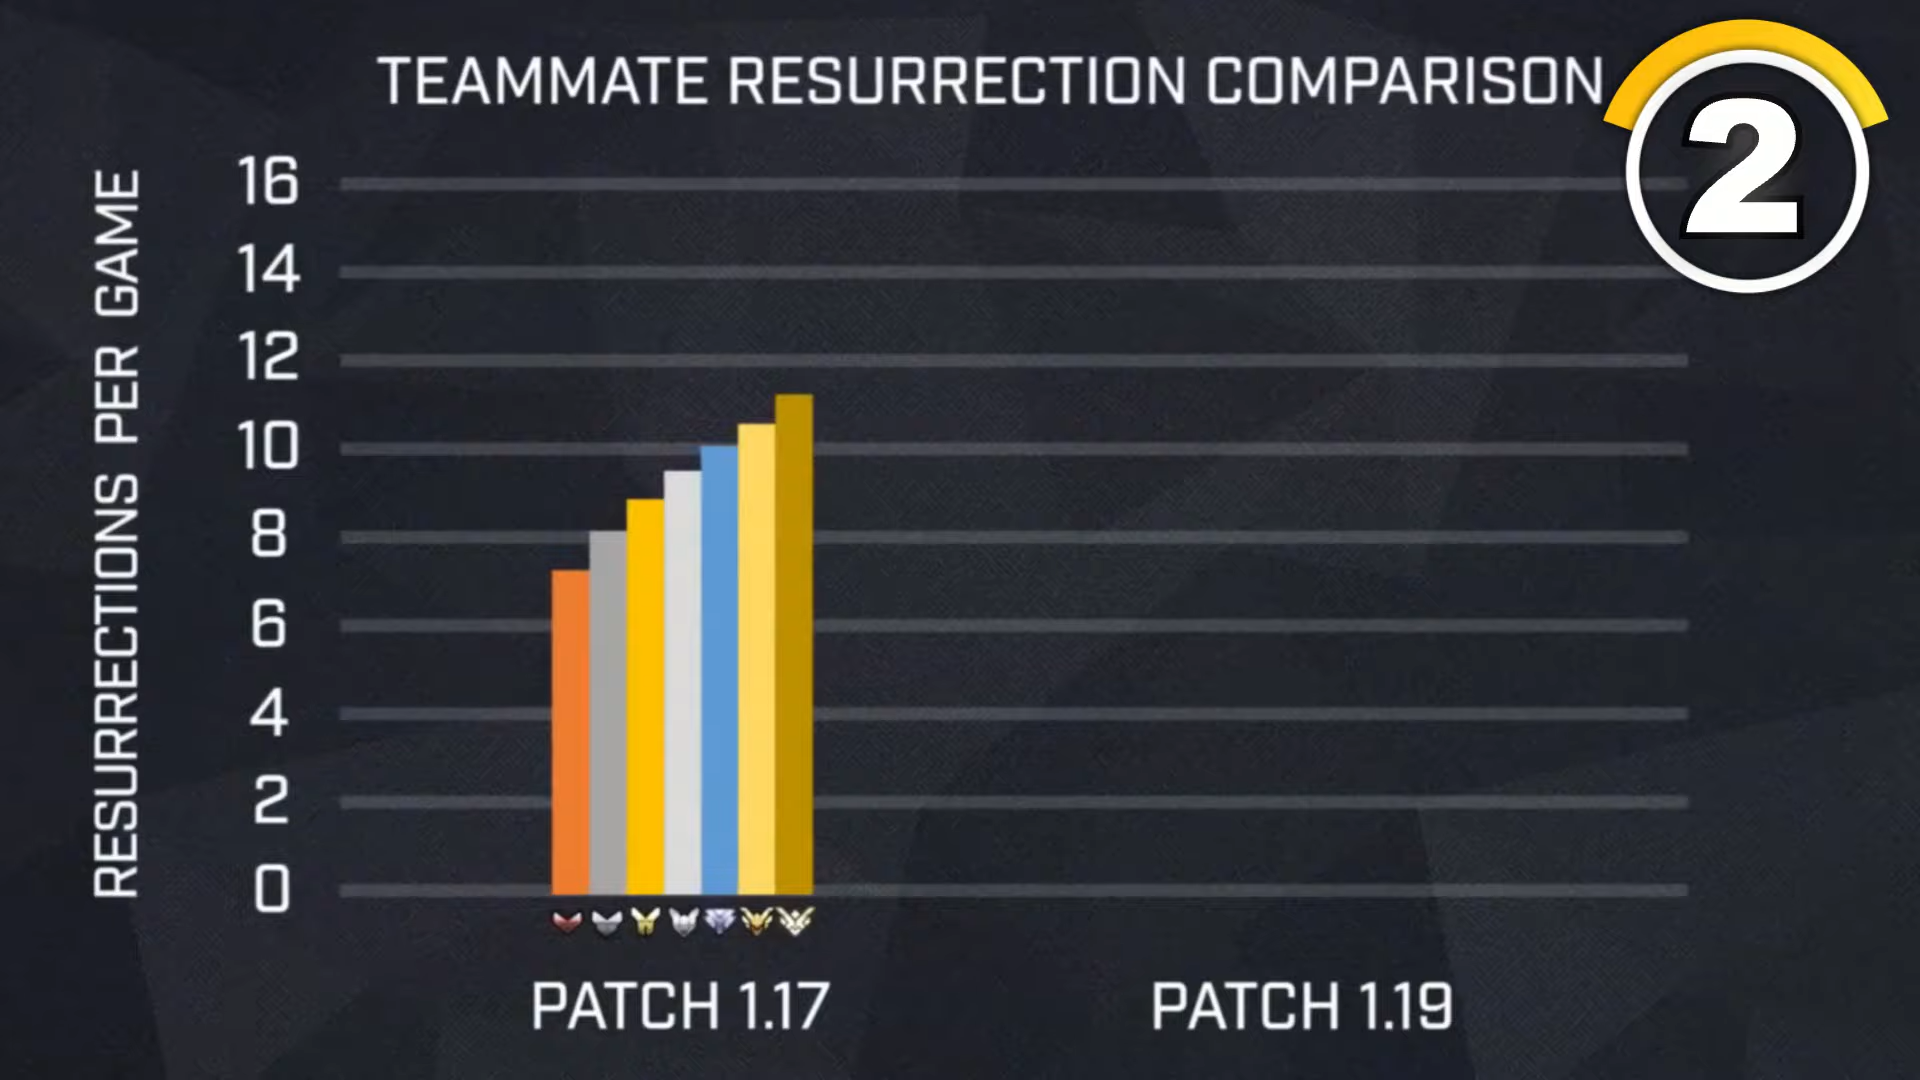 TEAMMATE RESURRECTION COMPARISON
2
RESURRECTIONS PER GAME
16
14
12
10
8
6
4
2
0
PATCH 1.17
PATCH 1.19